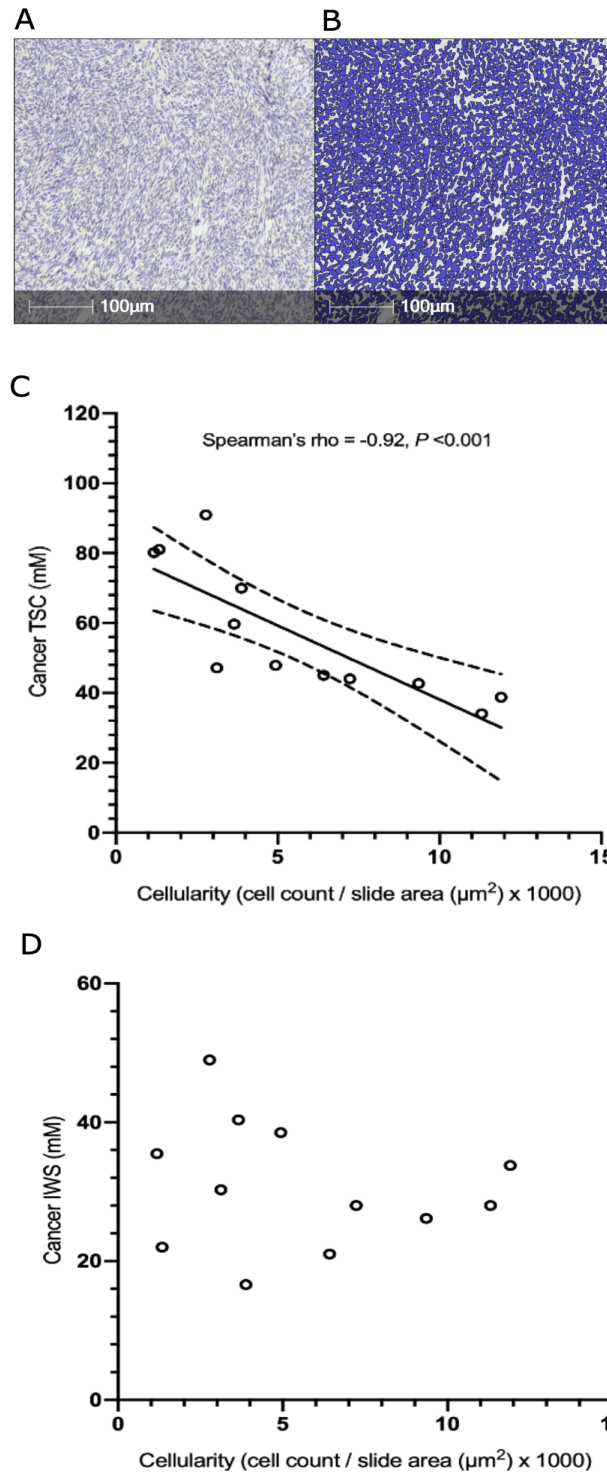 A B
100µm 100µm
C
Spearman's rho = -0.92, P <0.001
120
100
80
60
40
20
0
Cancer TSC (mM)
0 5 10 15
Cellularity (cell count / slide area (µm²) x 1000)
D
60
40
20
0
Cancer IWS (mM)
0 5 10 1
Cellularity (cell count / slide area (µm²) x 1000)